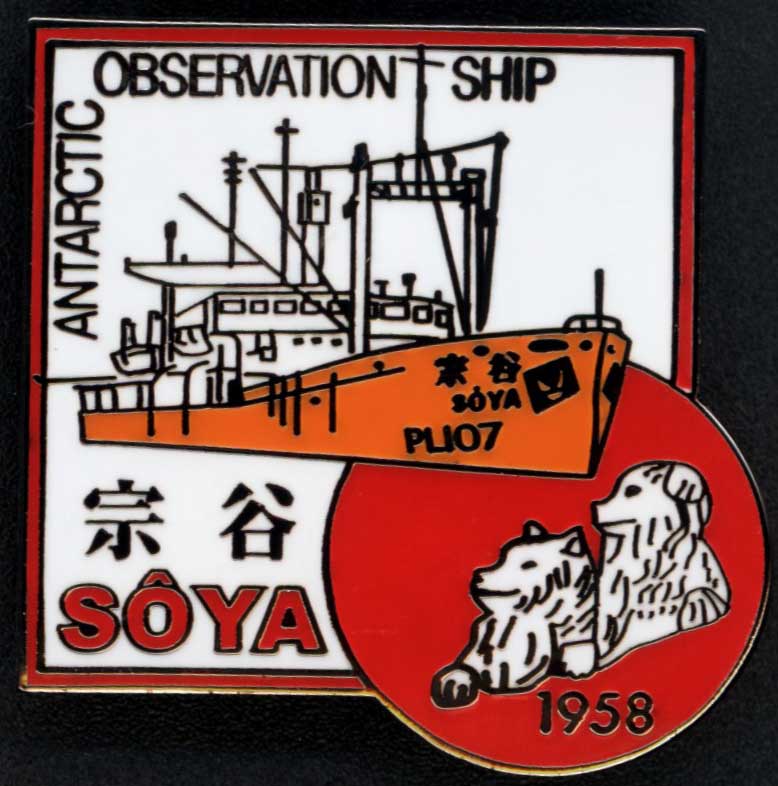 ANTARCTIC
OBSERVATION SHIP
宗谷
SÔYA
PL107
宗谷
SÔYA
1958